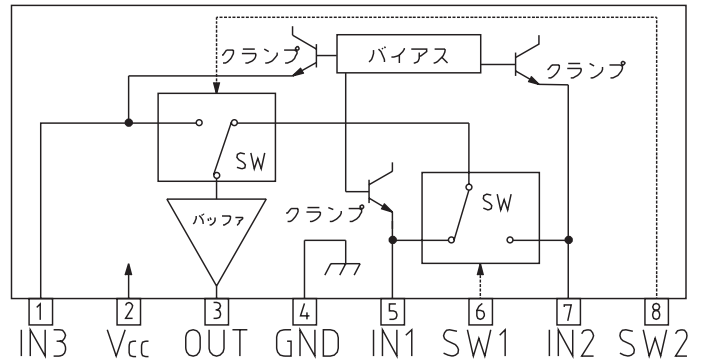 クランプ バイアス クランプ
SW
クランプ SW
バッファ
1 2 3 4 5 6 7 8
IN3 Vcc OUT GND IN1 SW1 IN2 SW2